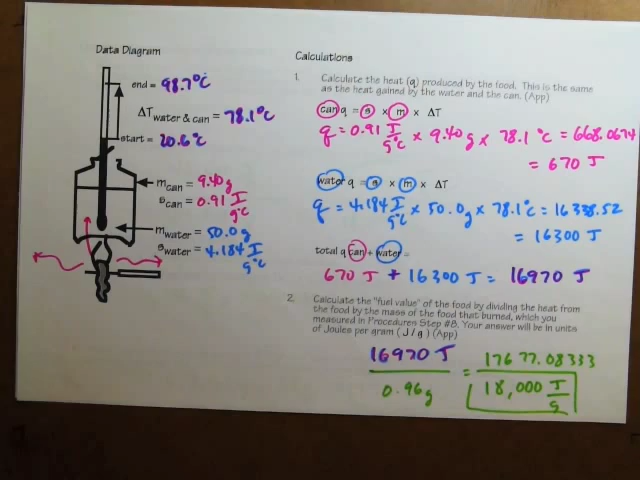 Data Diagram
end = 98.7°C
ΔT water & can = 78.1°C
start = 20.6°C
m can = 9.40g
s can = 0.91 J/g°C
m water = 50.0g
s water = 4.184 J/g°C
Calculations
1. Calculate the heat (q) produced by the food. This is the same
as the heat gained by the water and the can. (App)
can q = s × m × ΔT
q = 0.91 J/g°C × 9.40g × 78.1°C = 668.0674
= 670 J
water q = s × m × ΔT
q = 4.184 J/g°C × 50.0g × 78.1°C = 16338.52
= 16300 J
total q can + water =
670 J + 16300 J = 16970 J
2. Calculate the "fuel value" of the food by dividing the heat from
the food by the mass of the food that burned, which you
measured in Procedures Step #8. Your answer will be in units
of Joules per gram (J/g) (App)
16970 J / 0.96g = 17677.08333
18,000 J/g